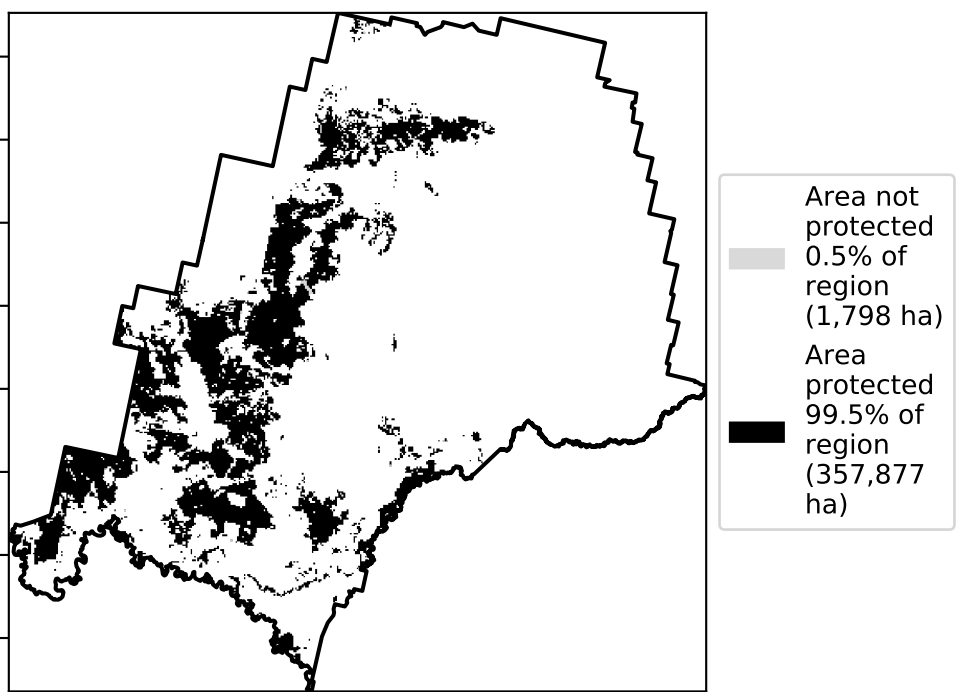 Area not
protected
0.5% of
region
(1,798 ha)
Area
protected
99.5% of
region
(357,877
ha)